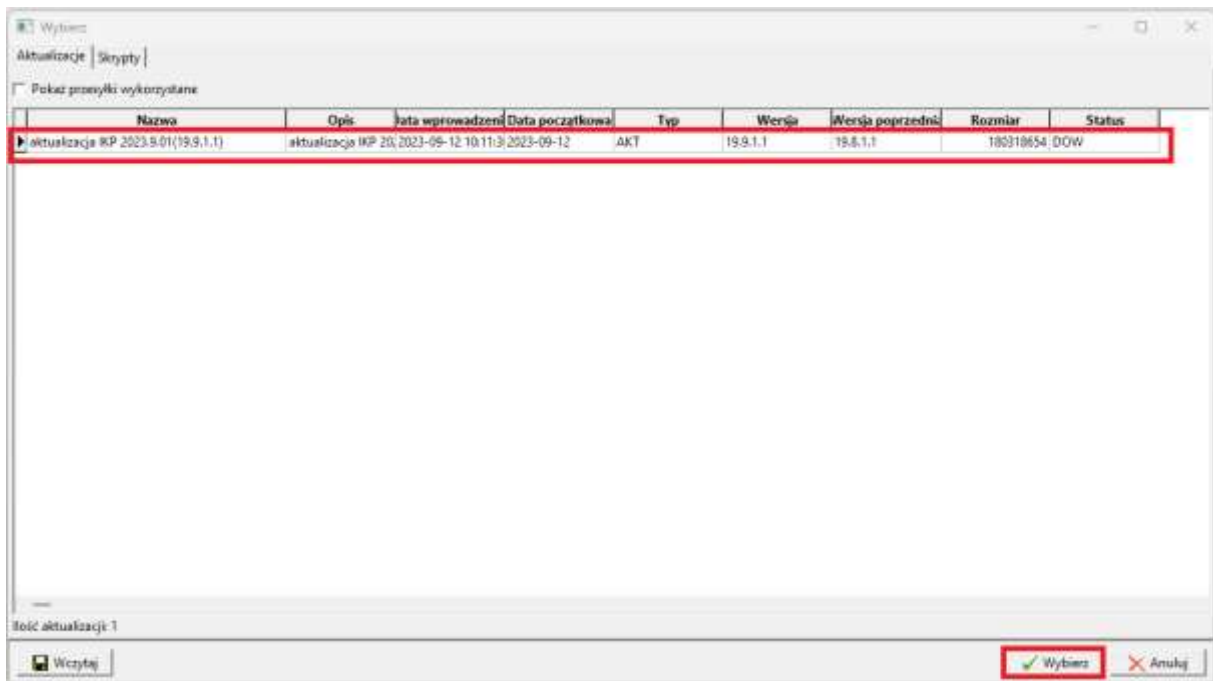 Wybierz
Aktualizacje Skrypty
Pokaż przesyłki wykorzystane
Nazwa Opis Data wprowadzeni Data początkowa Typ Wersja Wersja poprzednia Rozmiar Status
aktualizacja IKP 2023.9.01(19.9.1.1) aktualizacja IKP 20 2023-09-12 10:11:3 2023-09-12 AKT 19.9.1.1 19.8.1.1 180318654 DOW
Ilość aktualizacji: 1
Wczytaj Wybierz Anuluj